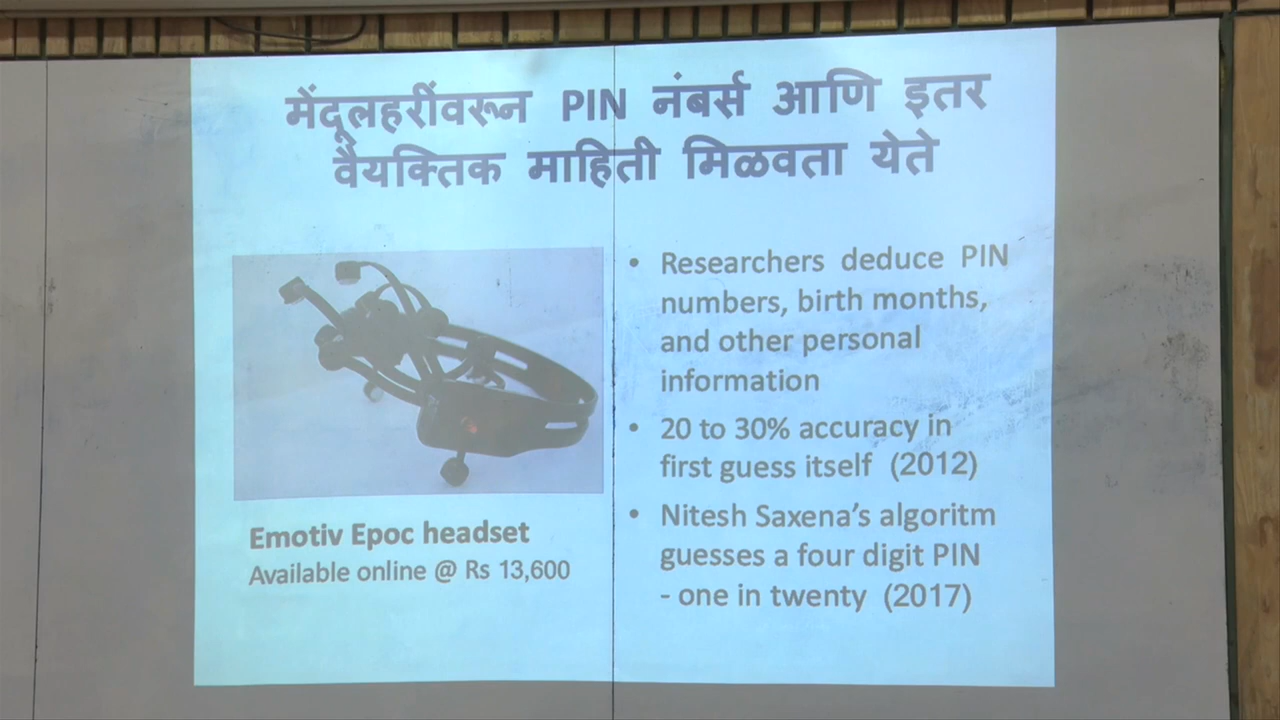 मेंदूलहरींवरून PIN नंबर्स आणि इतर
वैयक्तिक माहिती मिळवता येते
• Researchers deduce PIN
numbers, birth months,
and other personal
information
• 20 to 30% accuracy in
first guess itself (2012)
• Nitesh Saxena’s algoritm
guesses a four digit PIN
- one in twenty (2017)
Emotiv Epoc headset
Available online @ Rs 13,600